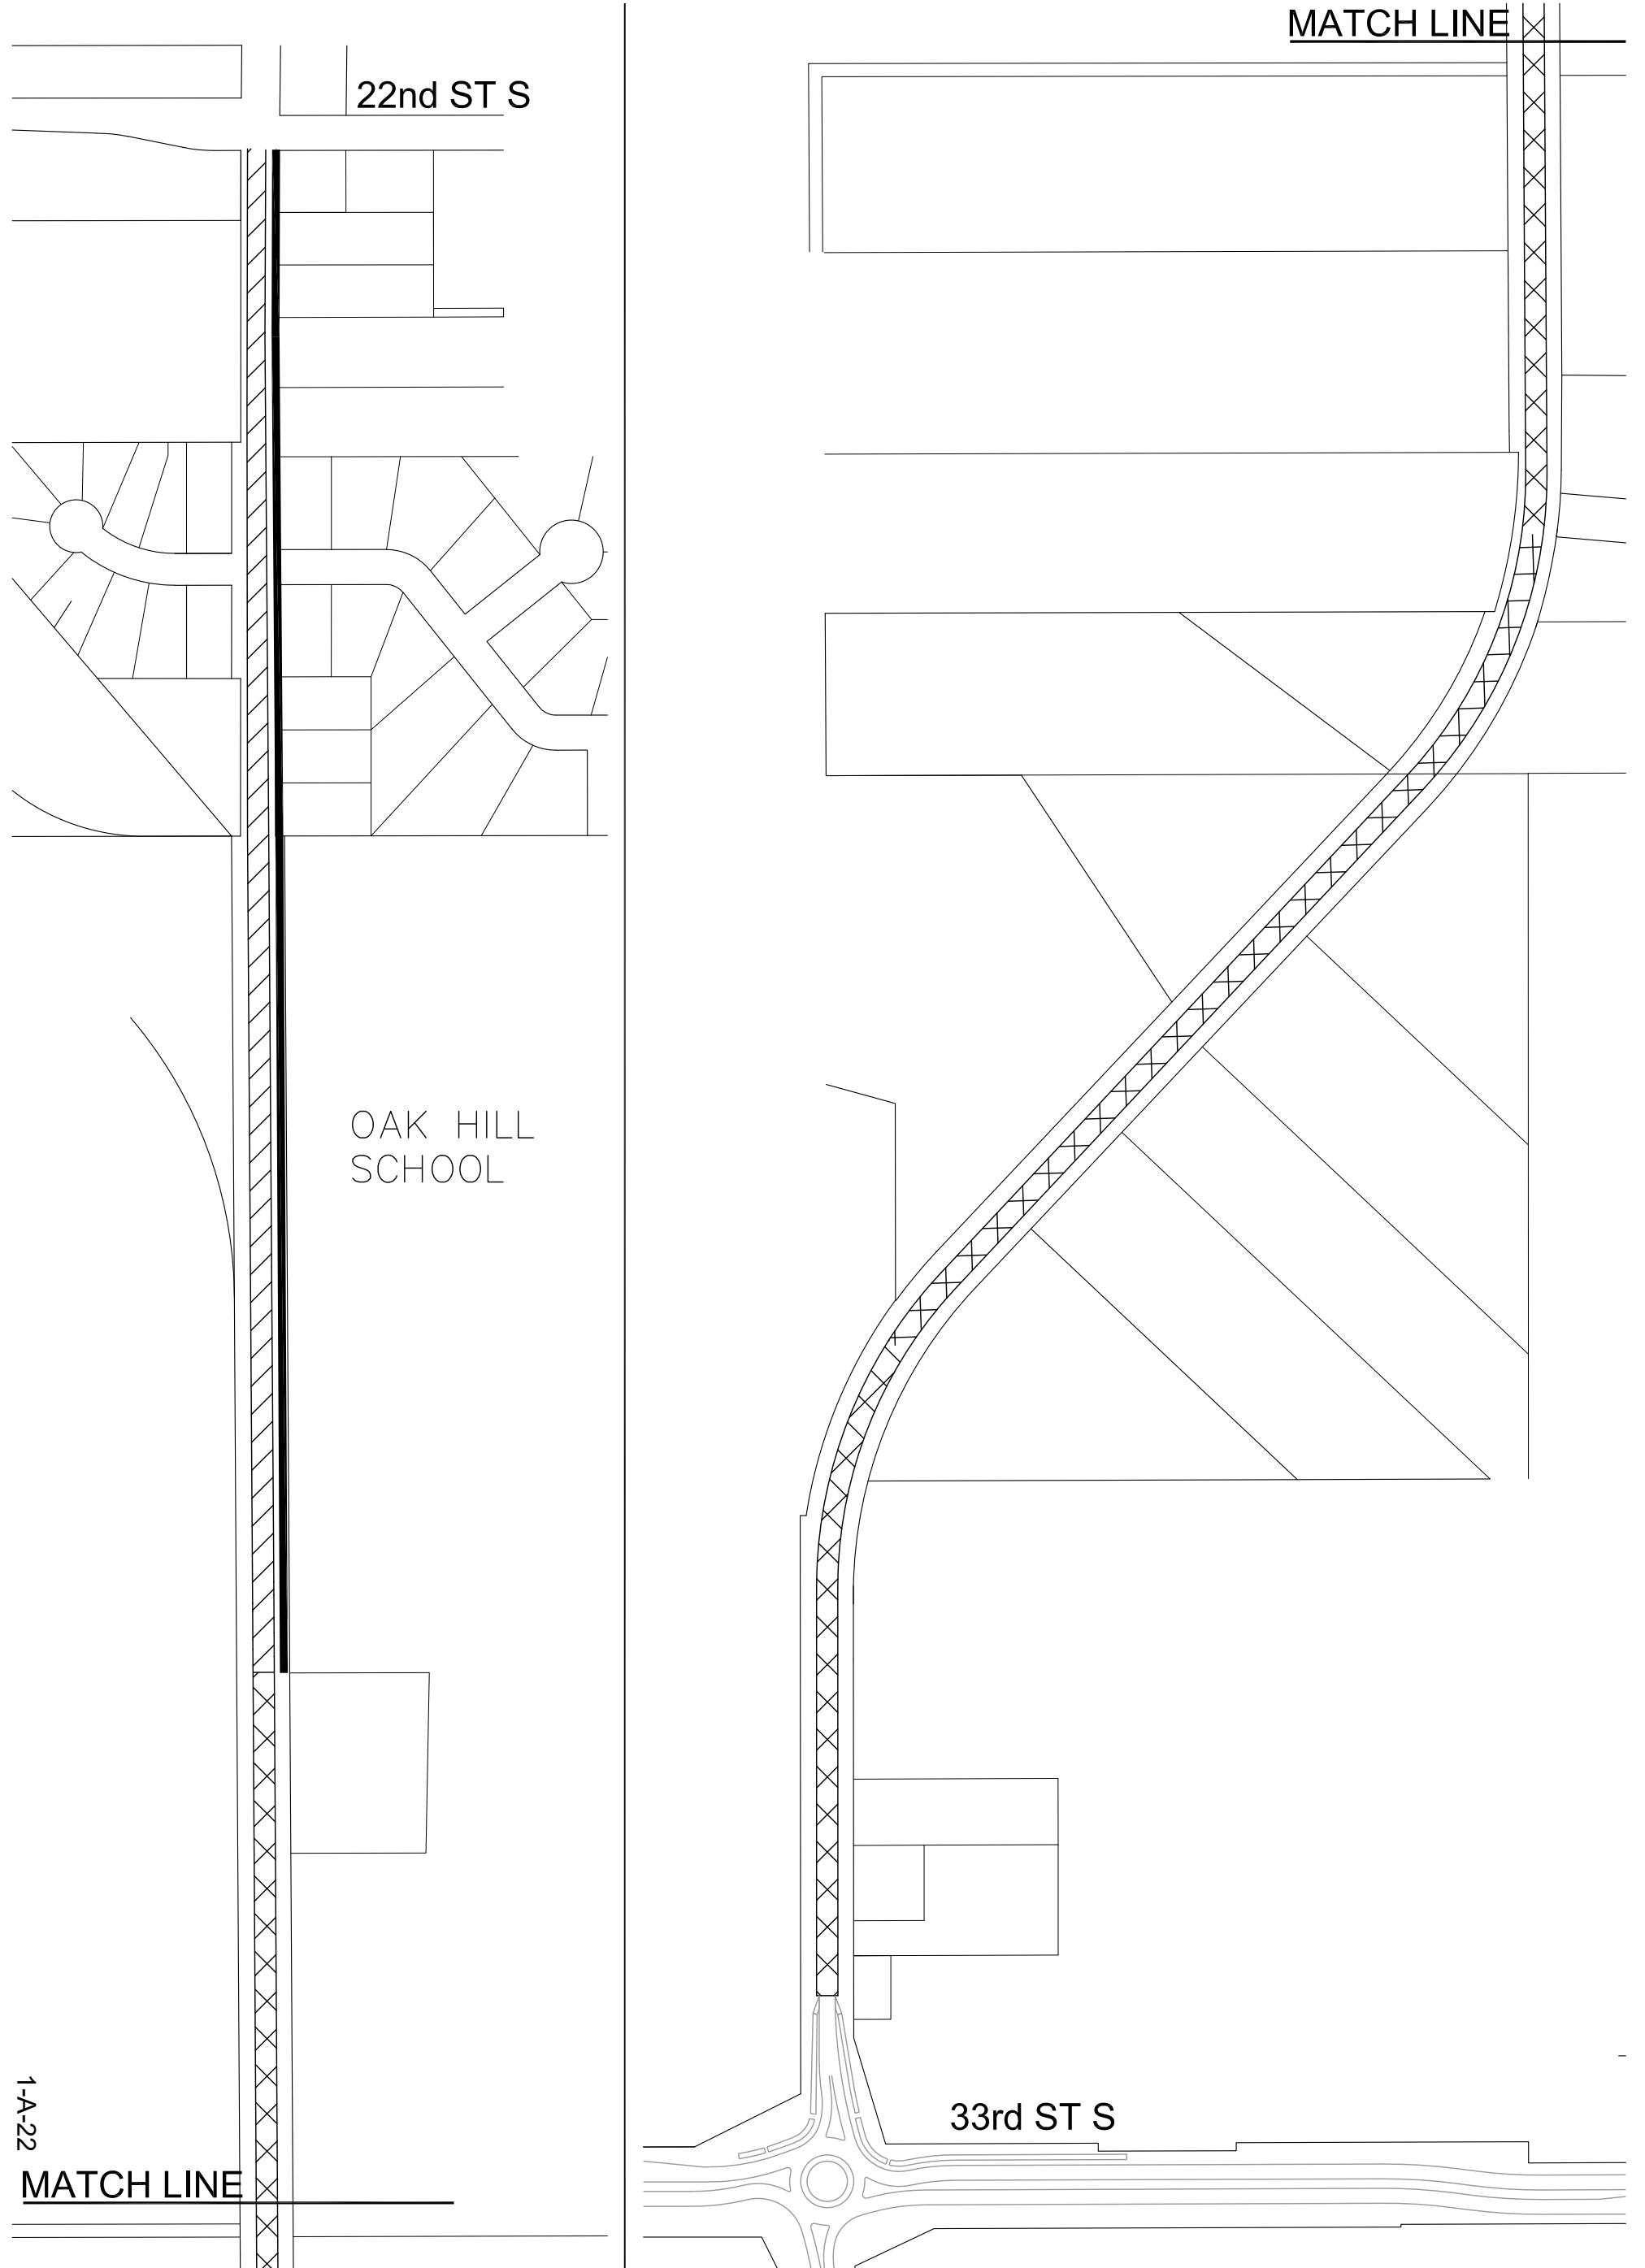 22nd ST S
OAK HILL
SCHOOL
1-A-22
MATCH LINE
MATCH LINE
33rd ST S